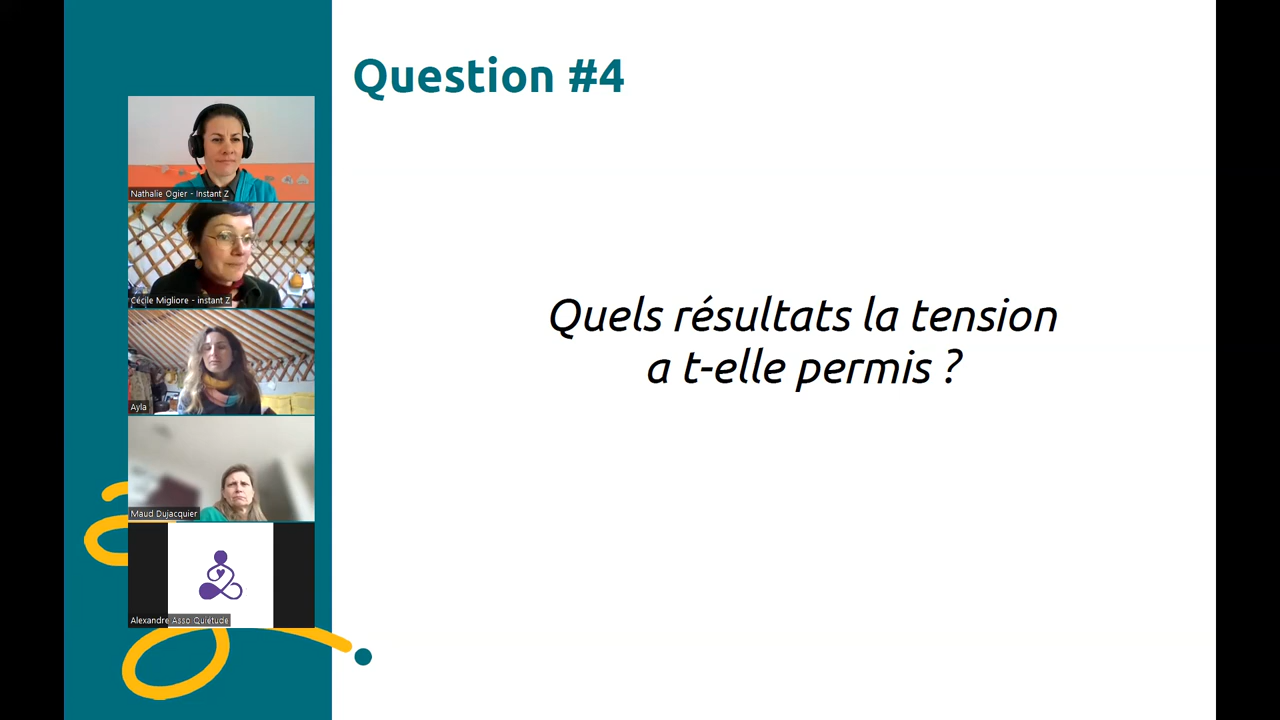 Question #4
Nathalie Ogier - Instant Z
Cécile Migliore - instant Z
Ayla
Maud Dujacquier
Alexandre Asso Quiétude
Quels résultats la tension
a t-elle permis ?